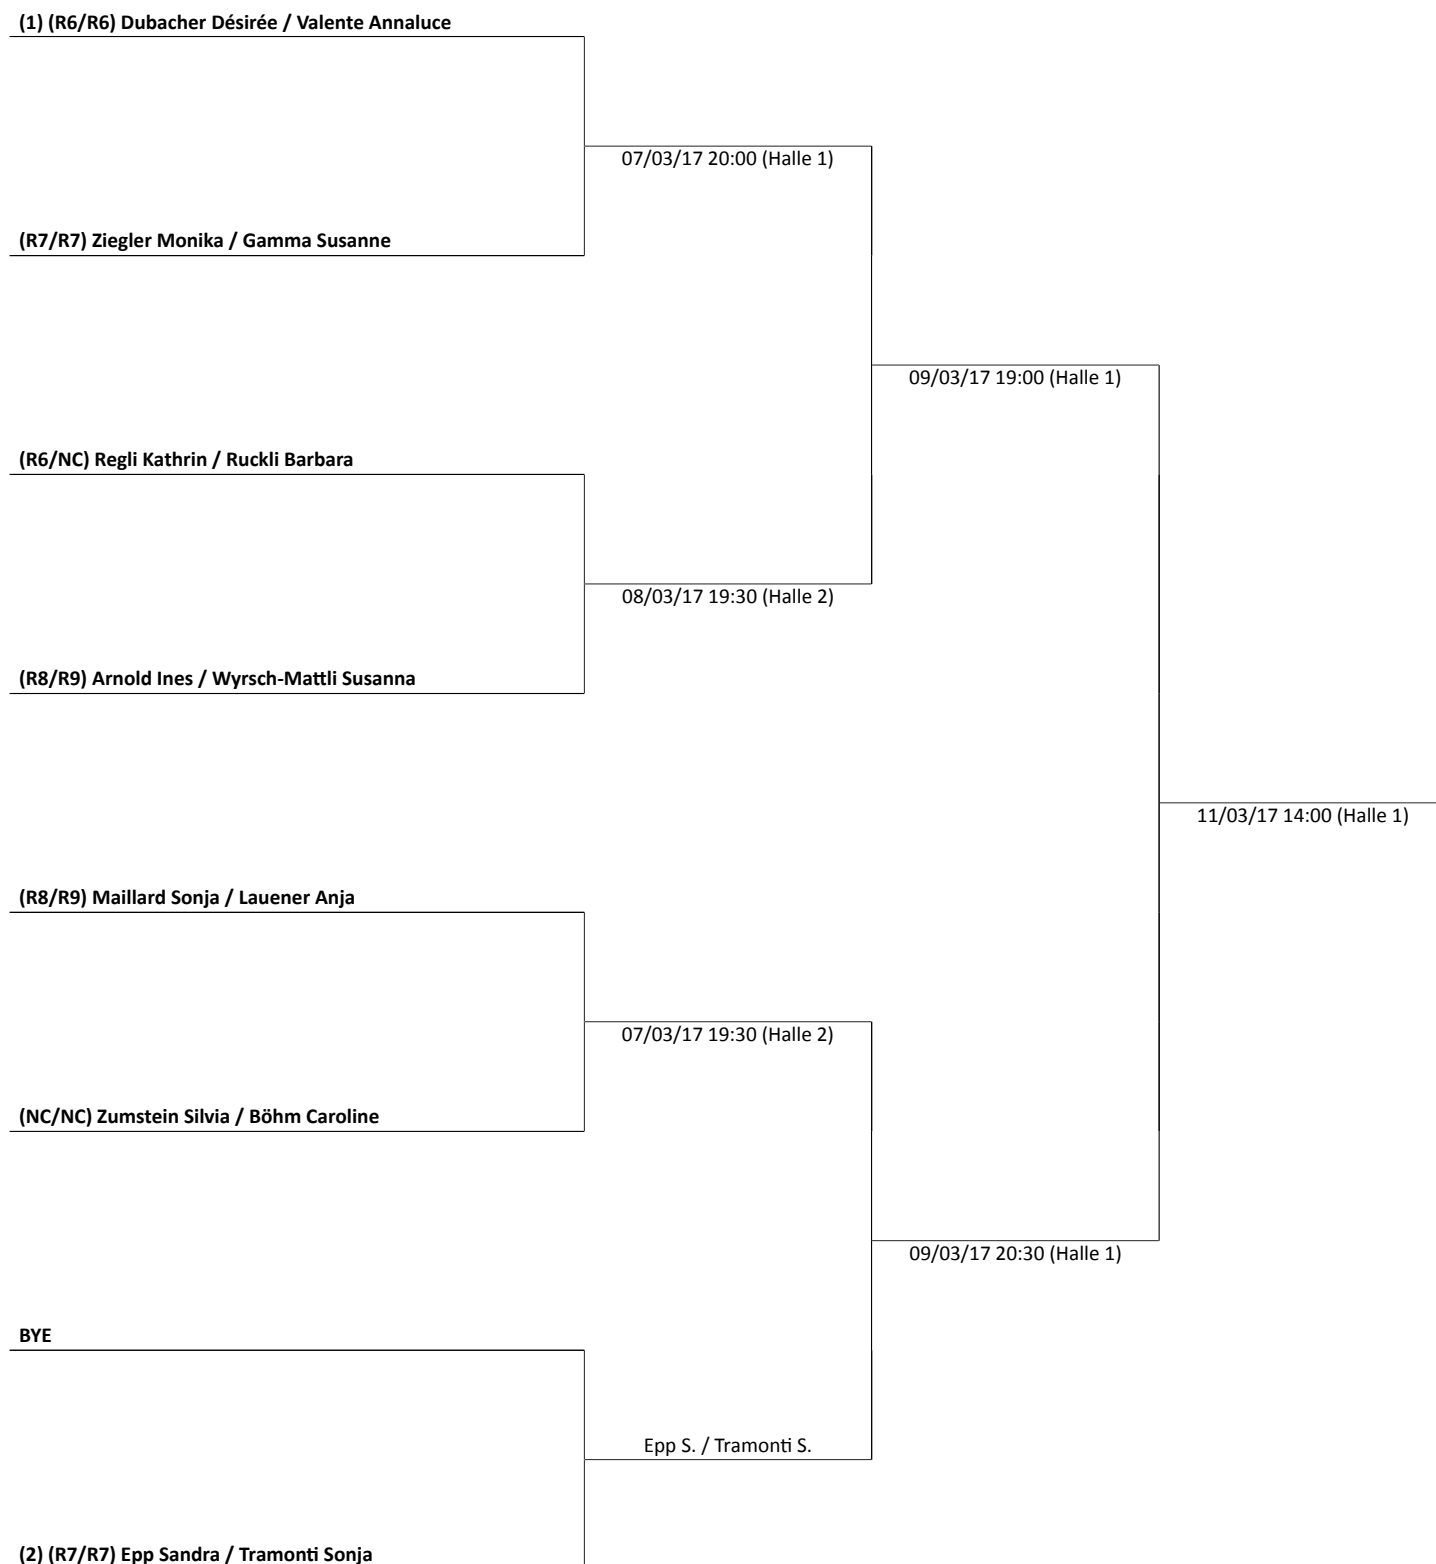 (1) (R6/R6) Dubacher Désirée / Valente Annaluce
07/03/17 20:00 (Halle 1)
(R7/R7) Ziegler Monika / Gamma Susanne
09/03/17 19:00 (Halle 1)
(R6/NC) Regli Kathrin / Ruckli Barbara
08/03/17 19:30 (Halle 2)
(R8/R9) Arnold Ines / Wyrsch-Mattli Susanna
11/03/17 14:00 (Halle 1)
(R8/R9) Maillard Sonja / Lauener Anja
07/03/17 19:30 (Halle 2)
(NC/NC) Zumstein Silvia / Böhm Caroline
09/03/17 20:30 (Halle 1)
BYE
Epp S. / Tramonti S.
(2) (R7/R7) Epp Sandra / Tramonti Sonja